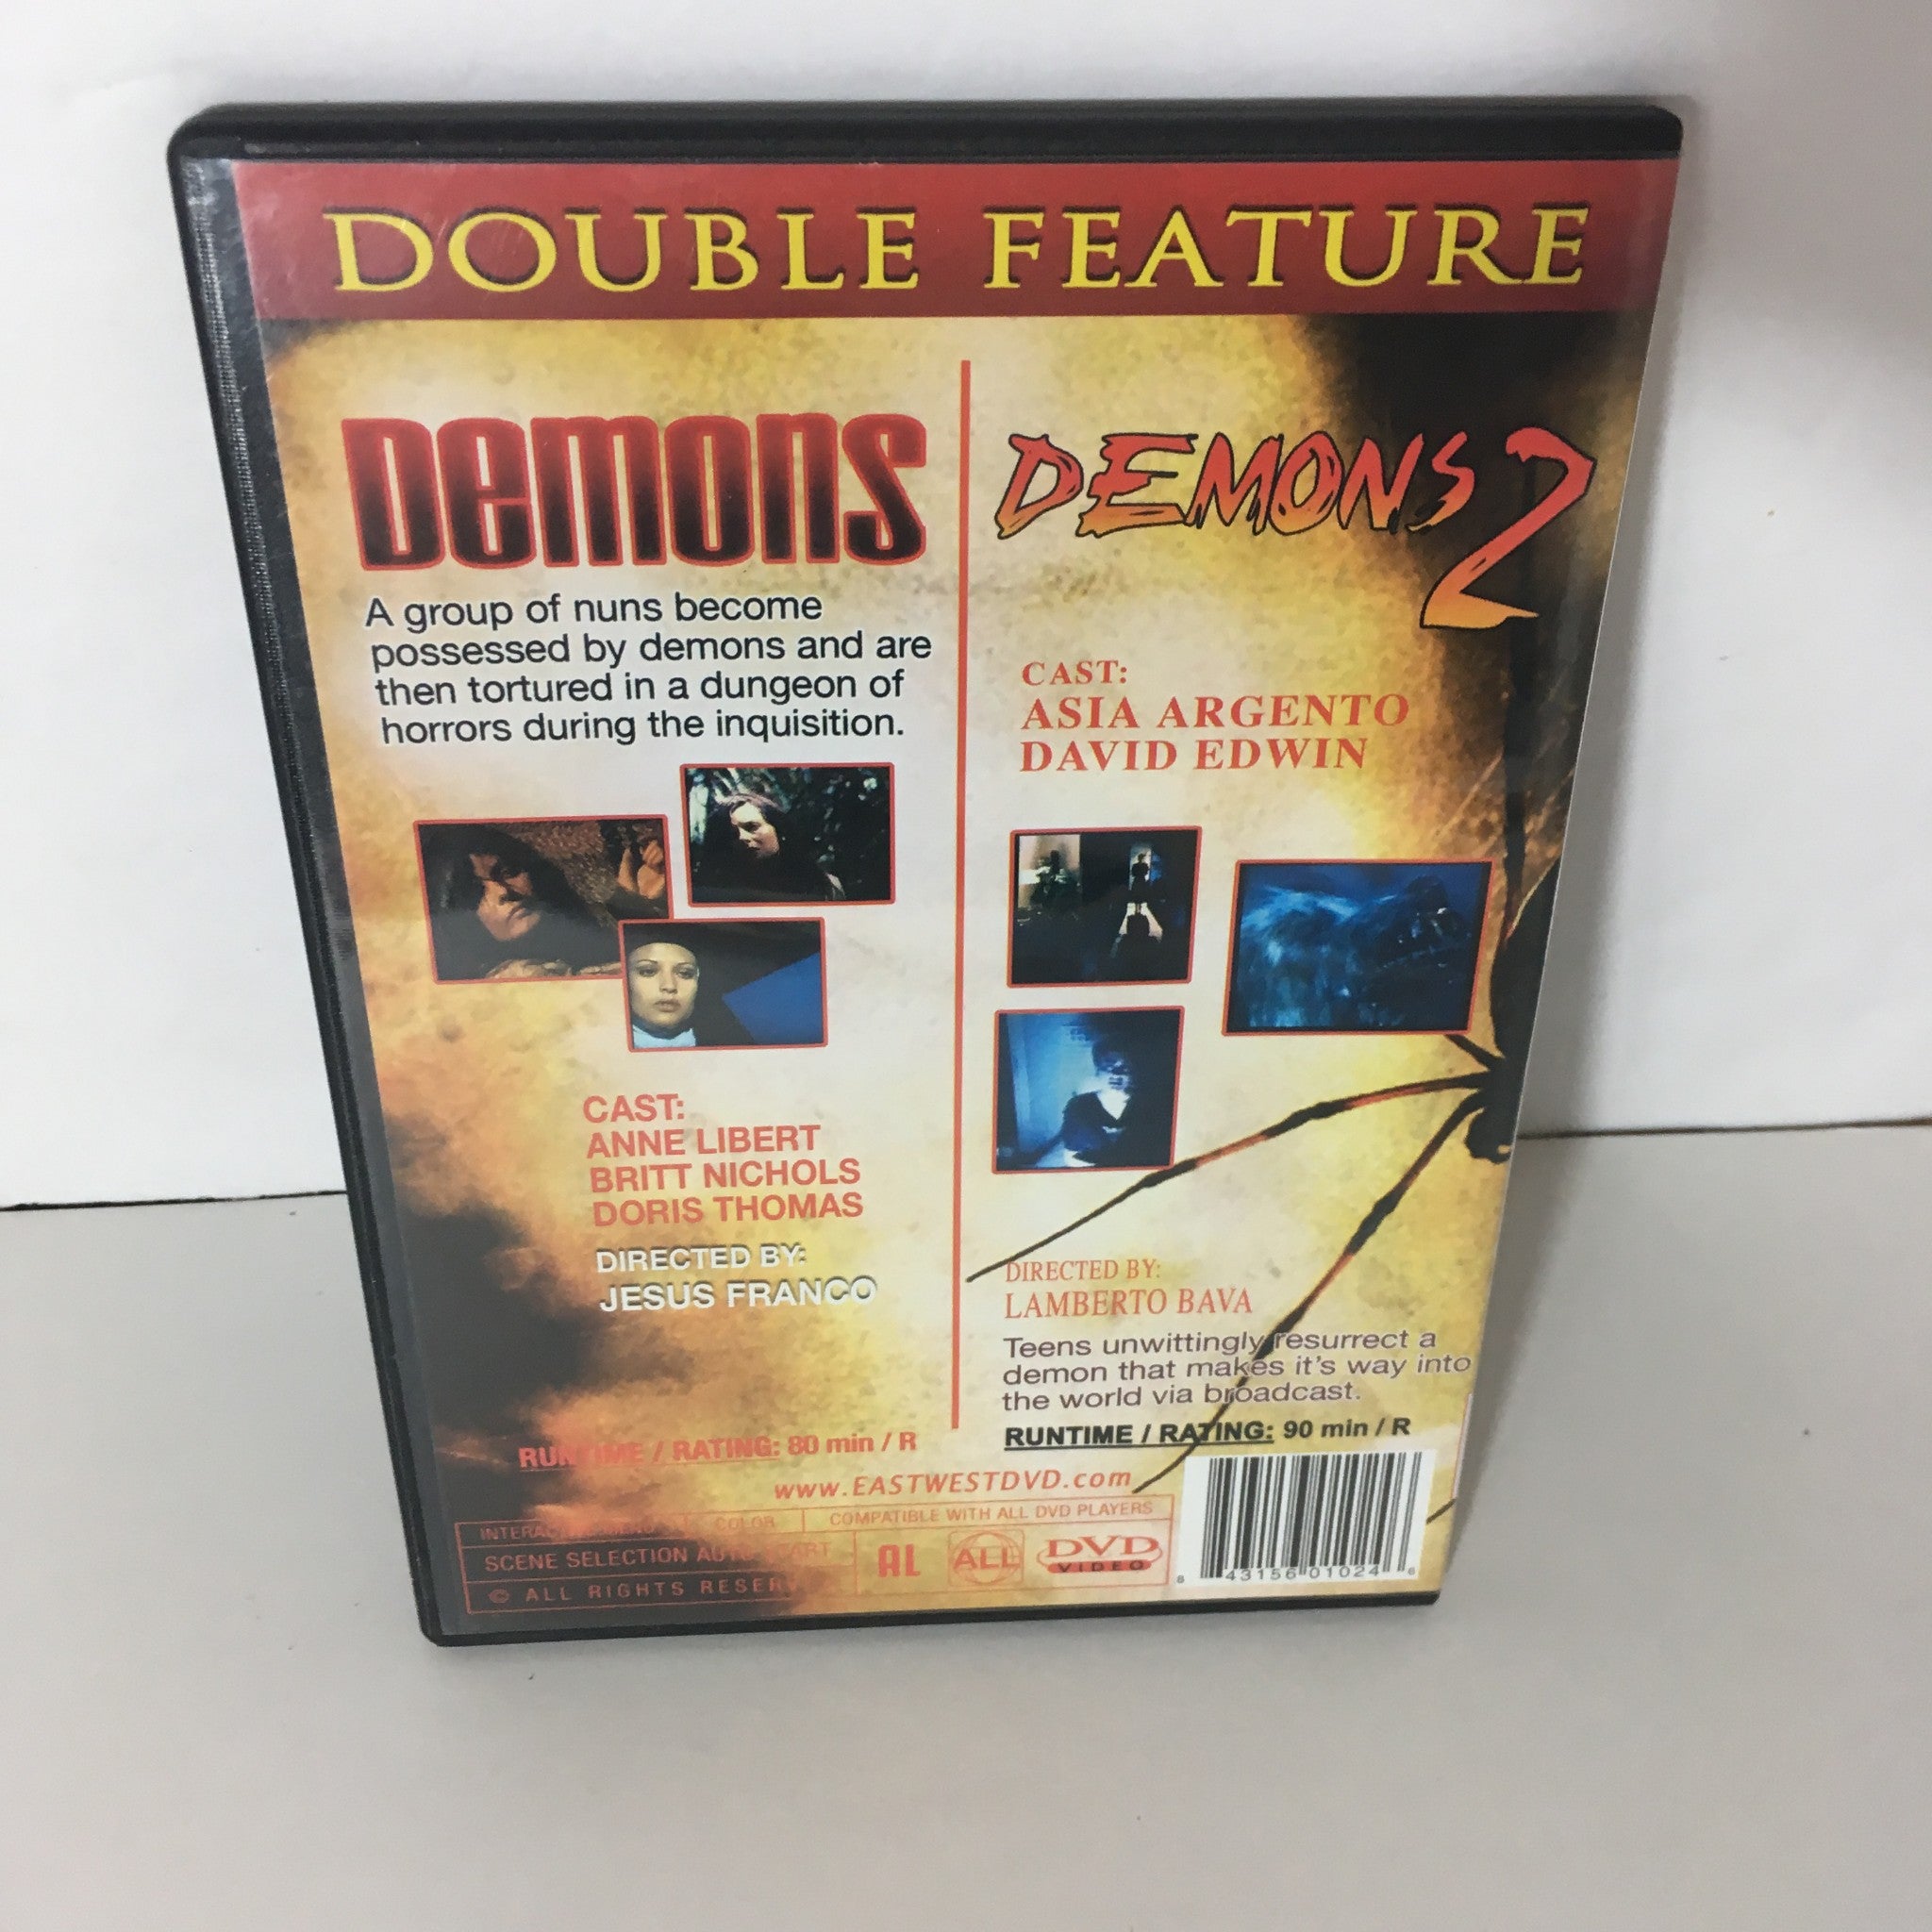 DOUBLE FEATURE
DEMONS
A group of nuns become
possessed by demons and are
then tortured in a dungeon of
horrors during the inquisition.
CAST:
ANNE LIBERT
BRITT NICHOLS
DORIS THOMAS
DIRECTED BY:
JESUS FRANCO
RUNTIME / RATING: 80 min / R
DEMONS 2
CAST:
ASIA ARGENTO
DAVID EDWIN
DIRECTED BY:
LAMBERTO BAVA
Teens unwittingly resurrect a
demon that makes it's way into
the world via broadcast.
RUNTIME / RATING: 90 min / R
www.EASTWESTDVD.com
COLOR COMPATIBLE WITH ALL DVD PLAYERS
SCENE SELECTION
© ALL RIGHTS
AL
ALL
DVD
VIDEO
8 43156 01024 6